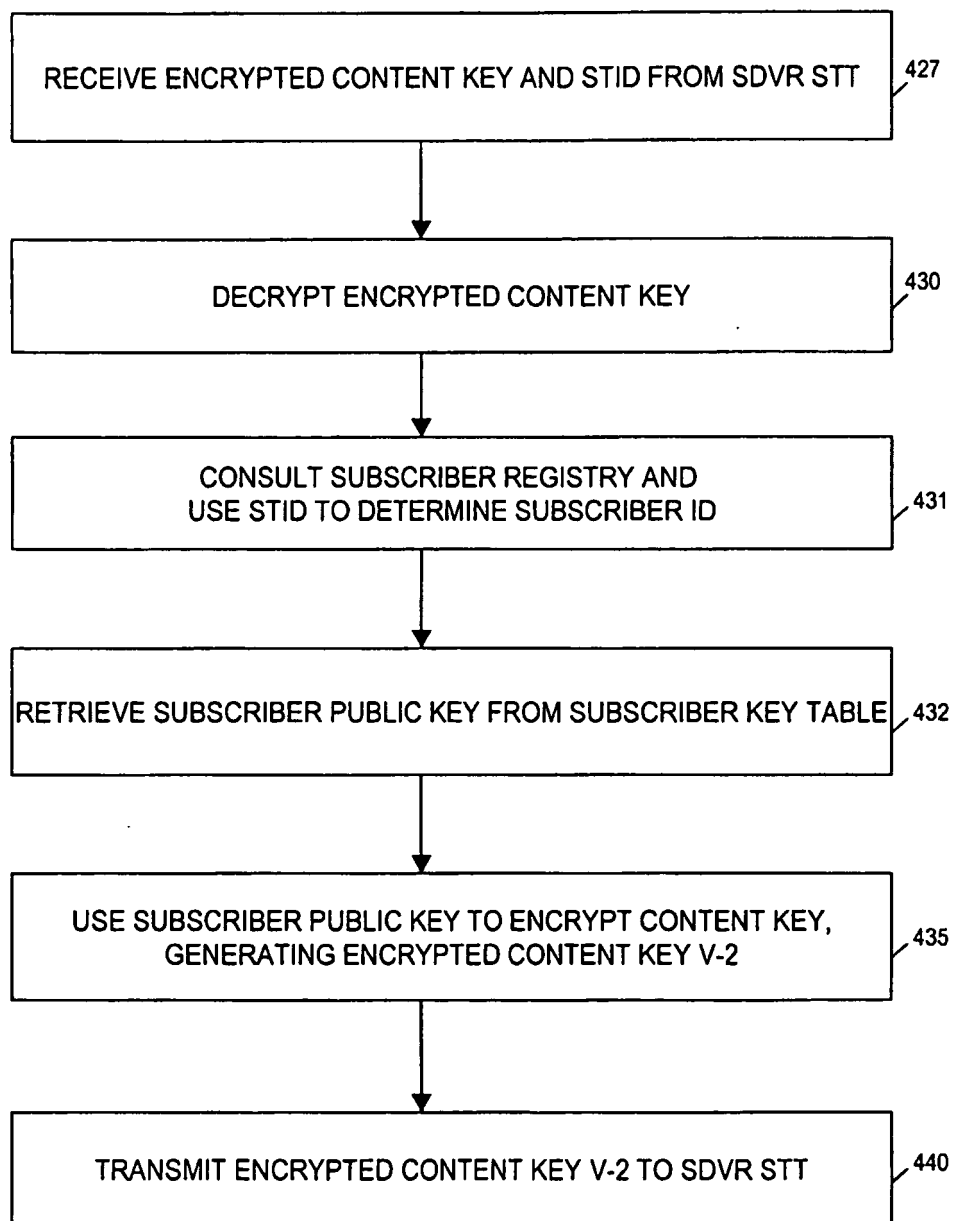 RECEIVE ENCRYPTED CONTENT KEY AND STID FROM SDVR STT
427
DECRYPT ENCRYPTED CONTENT KEY
430
CONSULT SUBSCRIBER REGISTRY AND
USE STID TO DETERMINE SUBSCRIBER ID
431
RETRIEVE SUBSCRIBER PUBLIC KEY FROM SUBSCRIBER KEY TABLE
432
USE SUBSCRIBER PUBLIC KEY TO ENCRYPT CONTENT KEY,
GENERATING ENCRYPTED CONTENT KEY V-2
435
TRANSMIT ENCRYPTED CONTENT KEY V-2 TO SDVR STT
440